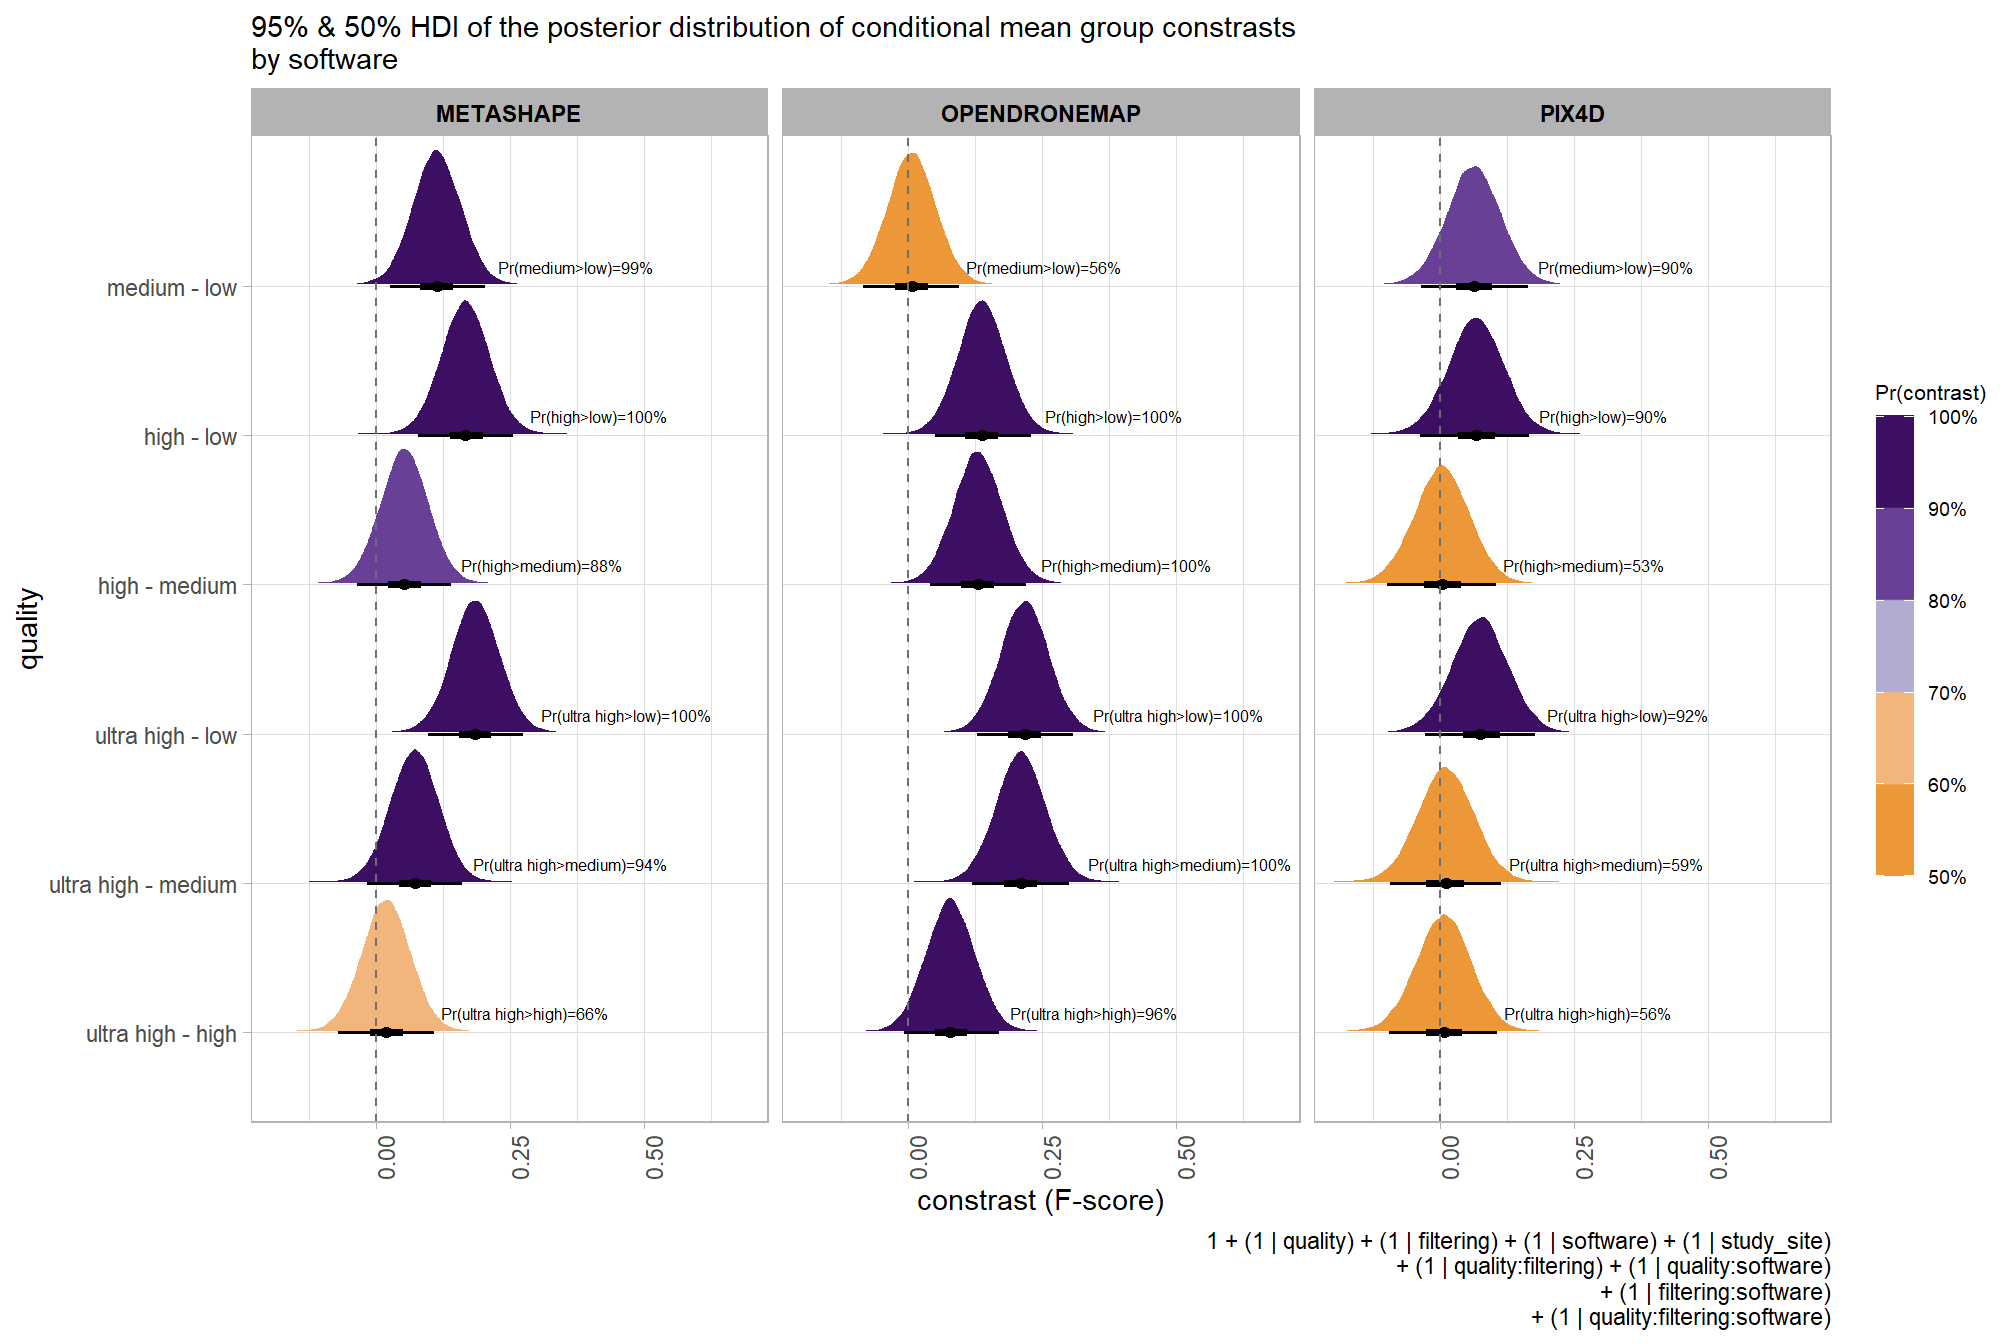 95% & 50% HDI of the posterior distribution of conditional mean group constrasts
by software
METASHAPE
OPENDRONEMAP
PIX4D
quality
medium - low
Pr(medium>low)=99%
Pr(medium>low)=56%
Pr(medium>low)=90%
high - low
Pr(high>low)=100%
Pr(high>low)=100%
Pr(high>low)=90%
high - medium
Pr(high>medium)=88%
Pr(high>medium)=100%
Pr(high>medium)=53%
ultra high - low
Pr(ultra high>low)=100%
Pr(ultra high>low)=100%
Pr(ultra high>low)=92%
ultra high - medium
Pr(ultra high>medium)=94%
Pr(ultra high>medium)=100%
Pr(ultra high>medium)=59%
ultra high - high
Pr(ultra high>high)=66%
Pr(ultra high>high)=96%
Pr(ultra high>high)=56%
0.00
0.25
0.50
0.00
0.25
0.50
0.00
0.25
0.50
constrast (F-score)
Pr(contrast)
100%
90%
80%
70%
60%
50%
1 + (1 | quality) + (1 | filtering) + (1 | software) + (1 | study_site)
+ (1 | quality:filtering) + (1 | quality:software)
+ (1 | filtering:software)
+ (1 | quality:filtering:software)